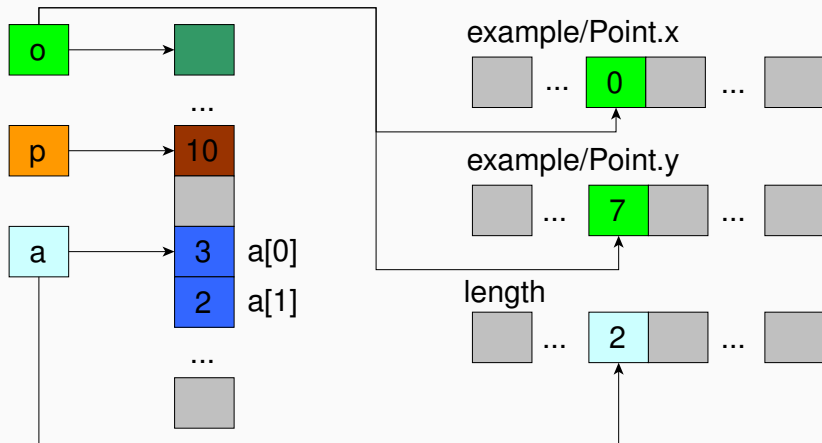 example/Point.x
o
... 0 ...
...
p
10
example/Point.y
... 7 ...
a
3 a[0]
2 a[1]
length
... 2 ...
...